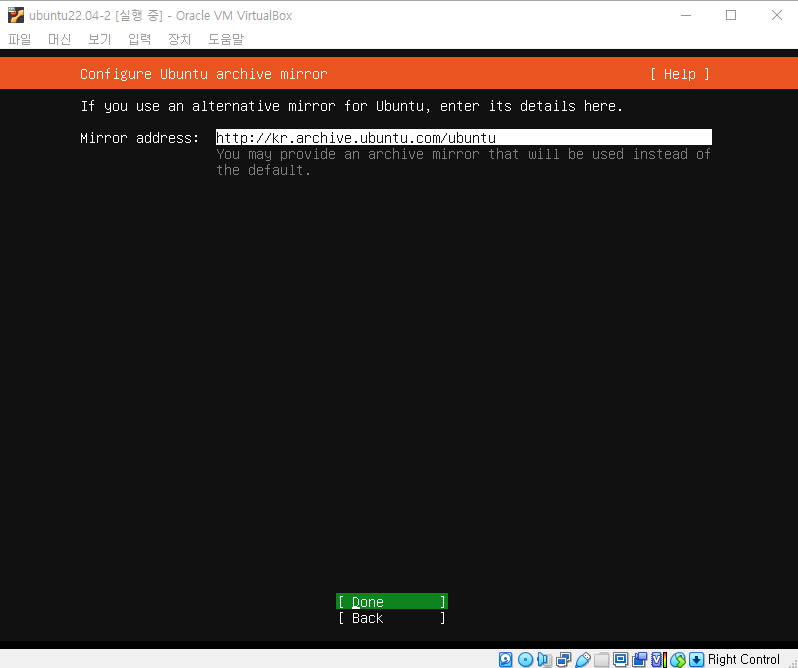 ubuntu22.04-2 [실행 중] - Oracle VM VirtualBox
파일 머신 보기 입력 장치 도움말
Configure Ubuntu archive mirror [ Help ]
If you use an alternative mirror for Ubuntu, enter its details here.
Mirror address: http://kr.archive.ubuntu.com/ubuntu
You may provide an archive mirror that will be used instead of
the default.
[ Done ]
[ Back ]
Right Control